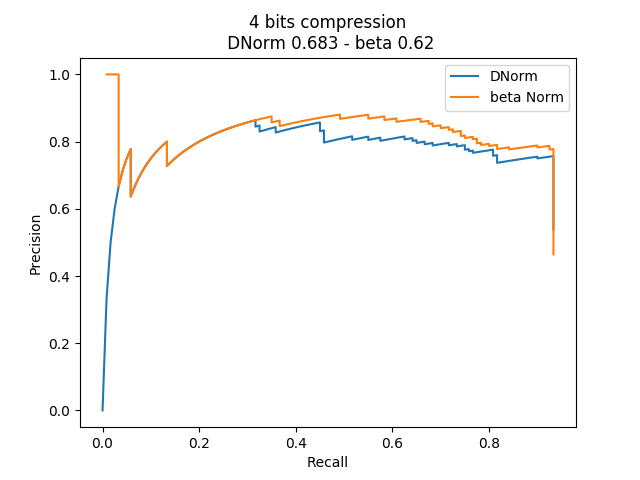 4 bits compression
DNorm 0.683 - beta 0.62
DNorm
beta Norm
1.0
0.8
0.6
0.4
0.2
0.0
Precision
0.0 0.2 0.4 0.6 0.8
Recall